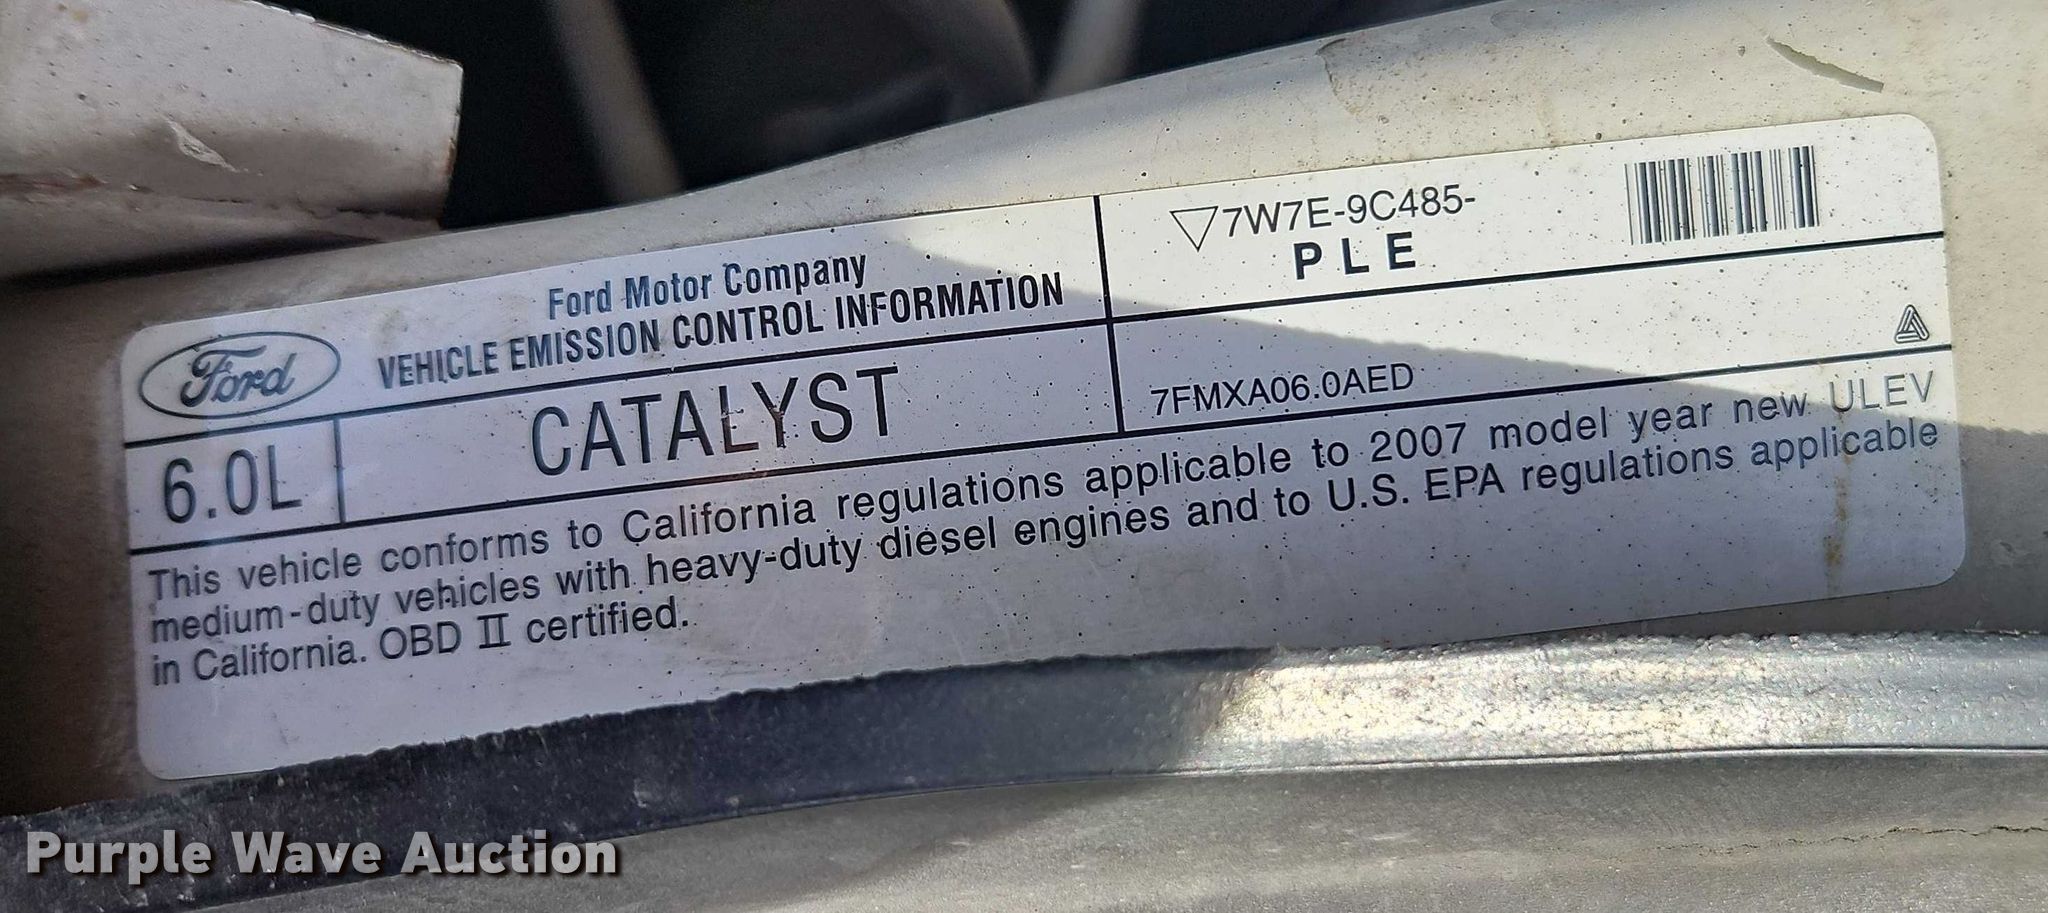 Ford
Ford Motor Company
VEHICLE EMISSION CONTROL INFORMATION
7W7E-9C485-
PLE
6.0L
CATALYST
7FMXA06.0AED
This vehicle conforms to California regulations applicable to 2007 model year new ULEV
medium-duty vehicles with heavy-duty diesel engines and to U.S. EPA regulations applicable
in California. OBD II certified.
Purple Wave Auction